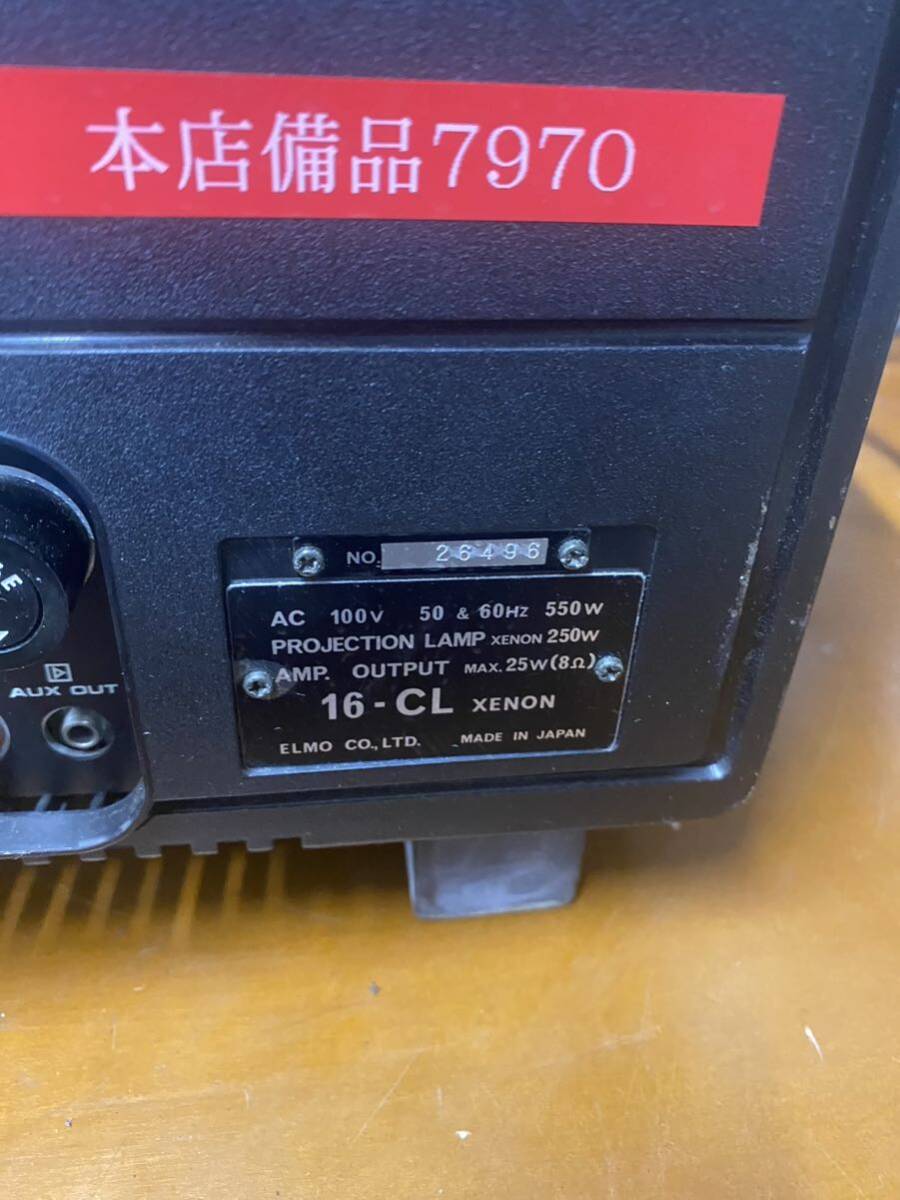 本店備品7970
NO. 26496
AC 100V 50 & 60HZ 550W
PROJECTION LAMP XENON 250W
AMP. OUTPUT MAX. 25W (8Ω)
16-CL XENON
ELMO CO., LTD. MADE IN JAPAN
AUX OUT